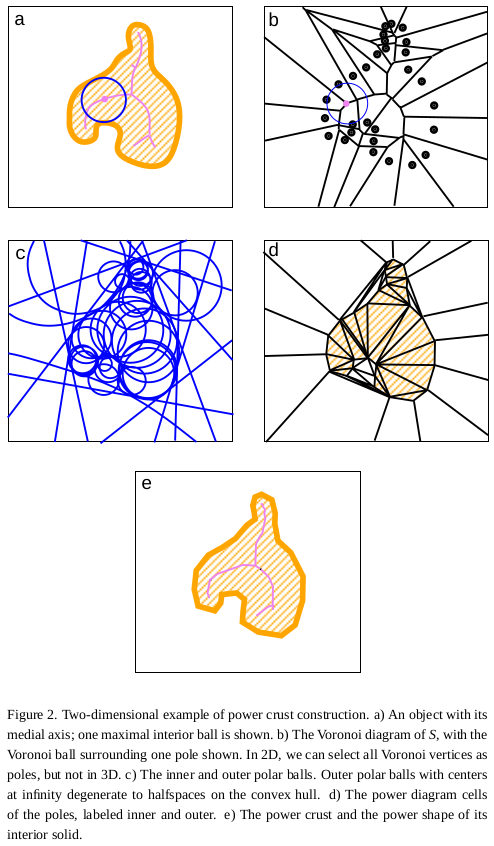 a
b
c
d
e
Figure 2. Two-dimensional example of power crust construction. a) An object with its
medial axis; one maximal interior ball is shown. b) The Voronoi diagram of S, with the
Voronoi ball surrounding one pole shown. In 2D, we can select all Voronoi vertices as
poles, but not in 3D. c) The inner and outer polar balls. Outer polar balls with centers
at infinity degenerate to halfspaces on the convex hull. d) The power diagram cells
of the poles, labeled inner and outer. e) The power crust and the power shape of its
interior solid.